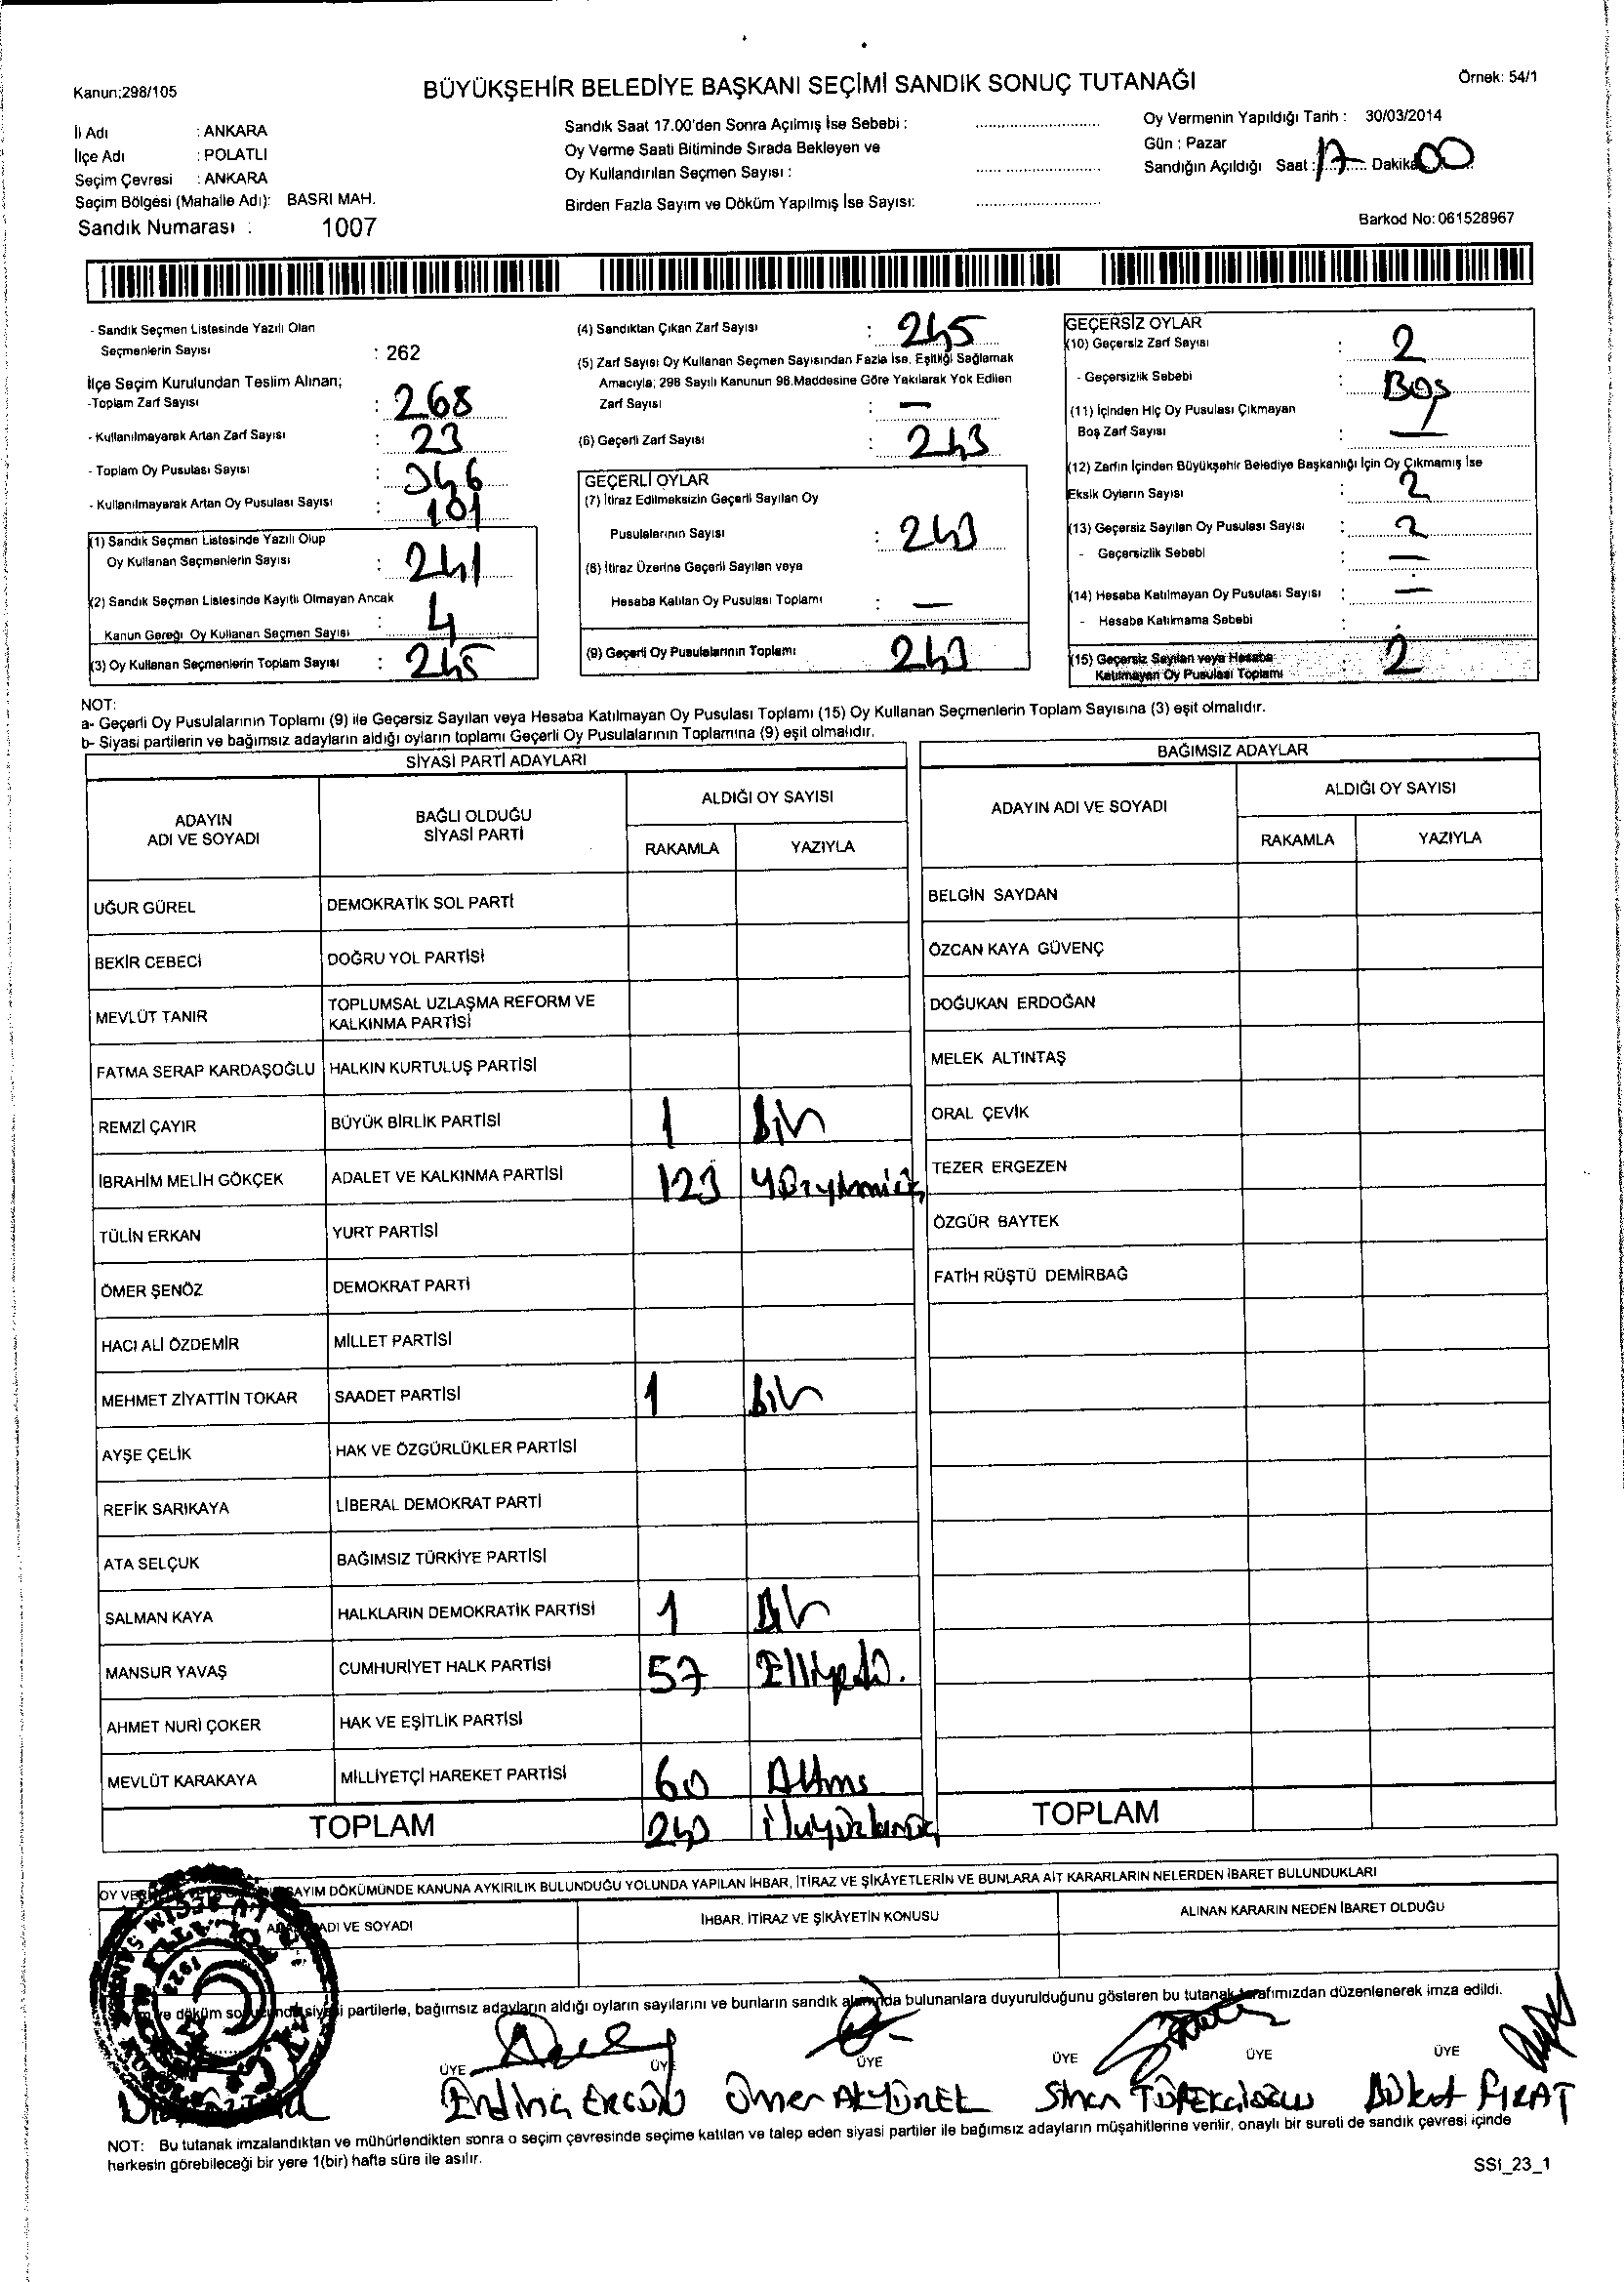 Kanun:298/105
BÜYÜKŞEHİR BELEDİYE BAŞKANI SEÇİMİ SANDIK SONUÇ TUTANAĞI
Örnek: 54/1
İli Adı : ANKARA
İlçe Adı : POLATLI
Seçim Çevresi : ANKARA
Seçim Bölgesi (Mahalle Adı): BASRI MAH.
Sandık Numarası : 1007
Sandık Saat 17.00'den Sonra Açılmış İse Sebebi :
Oy Verme Saati Bitiminde Sırada Bekleyen ve
Oy Kullandırılan Seçmen Sayısı :
Birden Fazla Sayım ve Döküm Yapılmış İse Sayısı:
Oy Vermenin Yapıldığı Tarih : 30/03/2014
Gün : Pazar
Sandığın Açıldığı Saat : 17 Dakika 00
Barkod No: 061528967
- Sandık Seçmen Listesinde Yazılı Olan
Seçmenlerin Sayısı : 262
İlçe Seçim Kurulundan Teslim Alınan;
-Toplam Zarf Sayısı : 268
- Kullanılmayarak Artan Zarf Sayısı : 23
- Toplam Oy Pusulası Sayısı : 346
- Kullanılmayarak Artan Oy Pusulası Sayısı : 101
(1) Sandık Seçmen Listesinde Yazılı Olup
Oy Kullanan Seçmenlerin Sayısı : 241
(2) Sandık Seçmen Listesinde Kayıtlı Olmayan Ancak
Kanun Gereği Oy Kullanan Seçmen Sayısı : 4
(3) Oy Kullanan Seçmenlerin Toplam Sayısı : 245
(4) Sandıktan Çıkan Zarf Sayısı : 245
(5) Zarf Sayısı Oy Kullanan Seçmen Sayısından Fazla İse, Eşitliği Sağlamak
Amacıyla; 298 Sayılı Kanunun 98.Maddesine Göre Yakılarak Yok Edilen
Zarf Sayısı : —
(6) Geçerli Zarf Sayısı : 243
GEÇERLİ OYLAR
(7) İtiraz Edilmeksizin Geçerli Sayılan Oy
Pusulalarının Sayısı : 243
(8) İtiraz Üzerine Geçerli Sayılan veya
Hesaba Katılan Oy Pusulası Toplamı : —
(9) Geçerli Oy Pusulalarının Toplamı 243
GEÇERSİZ OYLAR
(10) Geçersiz Zarf Sayısı : 2
- Geçersizlik Sebebi : Boş
(11) İçinden Hiç Oy Pusulası Çıkmayan
Boş Zarf Sayısı : —
(12) Zarfın İçinden Büyükşehir Belediye Başkanlığı İçin Oy Çıkmamış İse
Eksik Oyların Sayısı : 2
(13) Geçersiz Sayılan Oy Pusulası Sayısı : 2
- Geçersizlik Sebebi : —
(14) Hesaba Katılmayan Oy Pusulası Sayısı : —
- Hesaba Katılmama Sebebi :
(15) Geçersiz Sayılan veya Hesaba
Katılmayan Oy Pusulası Toplamı : 2
NOT:
a- Geçerli Oy Pusulalarının Toplamı (9) ile Geçersiz Sayılan veya Hesaba Katılmayan Oy Pusulası Toplamı (15) Oy Kullanan Seçmenlerin Toplam Sayısına (3) eşit olmalıdır.
b- Siyasi partilerin ve bağımsız adayların aldığı oyların toplamı Geçerli Oy Pusulalarının Toplamına (9) eşit olmalıdır.
SİYASİ PARTİ ADAYLARI
ADAYIN
ADI VE SOYADI
BAĞLI OLDUĞU
SİYASİ PARTİ
ALDIĞI OY SAYISI
RAKAMLA YAZIYLA
UĞUR GÜREL DEMOKRATİK SOL PARTİ
BEKİR CEBECİ DOĞRU YOL PARTİSİ
MEVLÜT TANIR TOPLUMSAL UZLAŞMA REFORM VE
KALKINMA PARTİSİ
FATMA SERAP KARDAŞOĞLU HALKIN KURTULUŞ PARTİSİ
REMZİ ÇAYIR BÜYÜK BİRLİK PARTİSİ 1 Bir
İBRAHİM MELİH GÖKÇEK ADALET VE KALKINMA PARTİSİ 123 Yüzyirmiüç
TÜLİN ERKAN YURT PARTİSİ
ÖMER ŞENÖZ DEMOKRAT PARTİ
HACI ALİ ÖZDEMİR MİLLET PARTİSİ
MEHMET ZİYATTİN TOKAR SAADET PARTİSİ 1 Bir
AYŞE ÇELİK HAK VE ÖZGÜRLÜKLER PARTİSİ
REFİK SARIKAYA LİBERAL DEMOKRAT PARTİ
ATA SELÇUK BAĞIMSIZ TÜRKİYE PARTİSİ
SALMAN KAYA HALKLARIN DEMOKRATİK PARTİSİ 1 Bir
MANSUR YAVAŞ CUMHURİYET HALK PARTİSİ 57 Elliyedi.
AHMET NURİ ÇOKER HAK VE EŞİTLİK PARTİSİ
MEVLÜT KARAKAYA MİLLİYETÇİ HAREKET PARTİSİ 60 Altmış
TOPLAM 243 ikiyüzkırküç
BAĞIMSIZ ADAYLAR
ADAYIN ADI VE SOYADI
ALDIĞI OY SAYISI
RAKAMLA YAZIYLA
BELGİN SAYDAN
ÖZCAN KAYA GÜVENÇ
DOĞUKAN ERDOĞAN
MELEK ALTINTAŞ
ORAL ÇEVİK
TEZER ERGEZEN
ÖZGÜR BAYTEK
FATİH RÜŞTÜ DEMİRBAĞ
TOPLAM
OY VE SAYIM DÖKÜMÜNDE KANUNA AYKIRILIK BULUNDUĞU YOLUNDA YAPILAN İHBAR, İTİRAZ VE ŞİKÂYETLERİN VE BUNLARA AİT KARARLARIN NELERDEN İBARET BULUNDUKLARI
ADI VE SOYADI
İHBAR, İTİRAZ VE ŞİKÂYETİN KONUSU
ALINAN KARARIN NEDEN İBARET OLDUĞU
ve döküm siyasi partilerle, bağımsız adayların aldığı oyların sayılarını ve bunların sandık alanında bulunanlara duyurulduğunu gösteren bu tutanak tarafımızdan düzenlenerek imza edildi.
ÜYE ÜYE ÜYE ÜYE ÜYE ÜYE
ERGÜN Ömer AKYÜREK Sinan TÜFEKÇİOĞLU Bülent FIRAT
NOT: Bu tutanak imzalandıktan ve mühürlendikten sonra o seçim çevresinde seçime katılan ve talep eden siyasi partiler ile bağımsız adayların müşahitlerine verilir, onaylı bir sureti de sandık çevresi içinde
herkesin görebileceği bir yere 1(bir) hafta süre ile asılır.
SSI_23_1